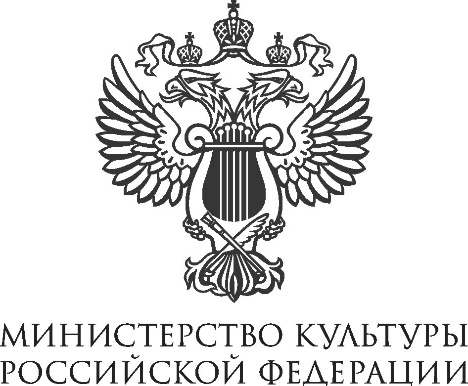 МИНИСТЕРСТВО КУЛЬТУРЫ
РОССИЙСКОЙ ФЕДЕРАЦИИ